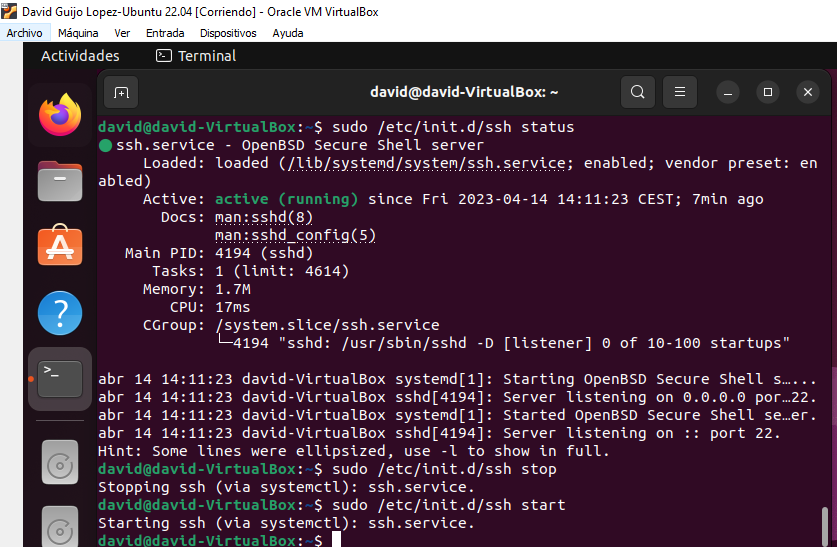 David Guijo Lopez-Ubuntu 22.04 [Corriendo] - Oracle VM VirtualBox
Archivo Máquina Ver Entrada Dispositivos Ayuda
Actividades Terminal
david@david-VirtualBox: ~
david@david-VirtualBox:~$ sudo /etc/init.d/ssh status
ssh.service - OpenBSD Secure Shell server
Loaded: loaded (/lib/systemd/system/ssh.service; enabled; vendor preset: en
abled)
Active: active (running) since Fri 2023-04-14 14:11:23 CEST; 7min ago
Docs: man:sshd(8)
man:sshd_config(5)
Main PID: 4194 (sshd)
Tasks: 1 (limit: 4614)
Memory: 1.7M
CPU: 17ms
CGroup: /system.slice/ssh.service
└─4194 "sshd: /usr/sbin/sshd -D [listener] 0 of 10-100 startups"
abr 14 14:11:23 david-VirtualBox systemd[1]: Starting OpenBSD Secure Shell s…...
abr 14 14:11:23 david-VirtualBox sshd[4194]: Server listening on 0.0.0.0 por…22.
abr 14 14:11:23 david-VirtualBox systemd[1]: Started OpenBSD Secure Shell se…er.
abr 14 14:11:23 david-VirtualBox sshd[4194]: Server listening on :: port 22.
Hint: Some lines were ellipsized, use -l to show in full.
david@david-VirtualBox:~$ sudo /etc/init.d/ssh stop
Stopping ssh (via systemctl): ssh.service.
david@david-VirtualBox:~$ sudo /etc/init.d/ssh start
Starting ssh (via systemctl): ssh.service.
david@david-VirtualBox:~$